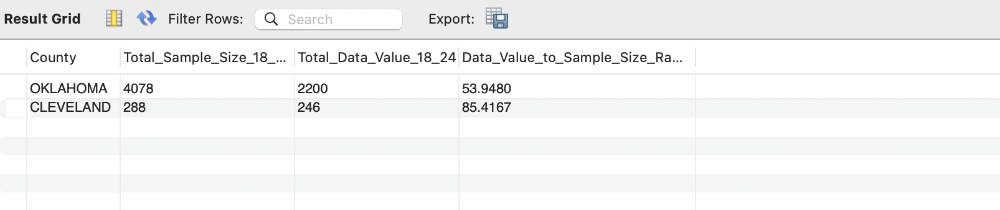 Result Grid Filter Rows: Search Export:
County Total_Sample_Size_18_... Total_Data_Value_18_24 Data_Value_to_Sample_Size_Ra...
OKLAHOMA 4078 2200 53.9480
CLEVELAND 288 246 85.4167